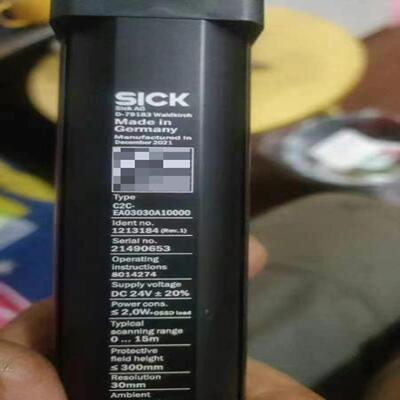 SICK
Sick AG
D-79183 Waldkirch
Made in
Germany
Manufactured in
December 2021
Type
C2C-
EA03030A10000
Ident no.
1213184 (Rev.1)
Serial no.
21490653
Operating
instructions
8014274
Supply voltage
DC 24V ± 20%
Power cons.
≤ 2,0W+OSSD load
Typical
scanning range
0 ... 15m
Protective
field height
≤ 300mm
Resolution
30mm
Ambient